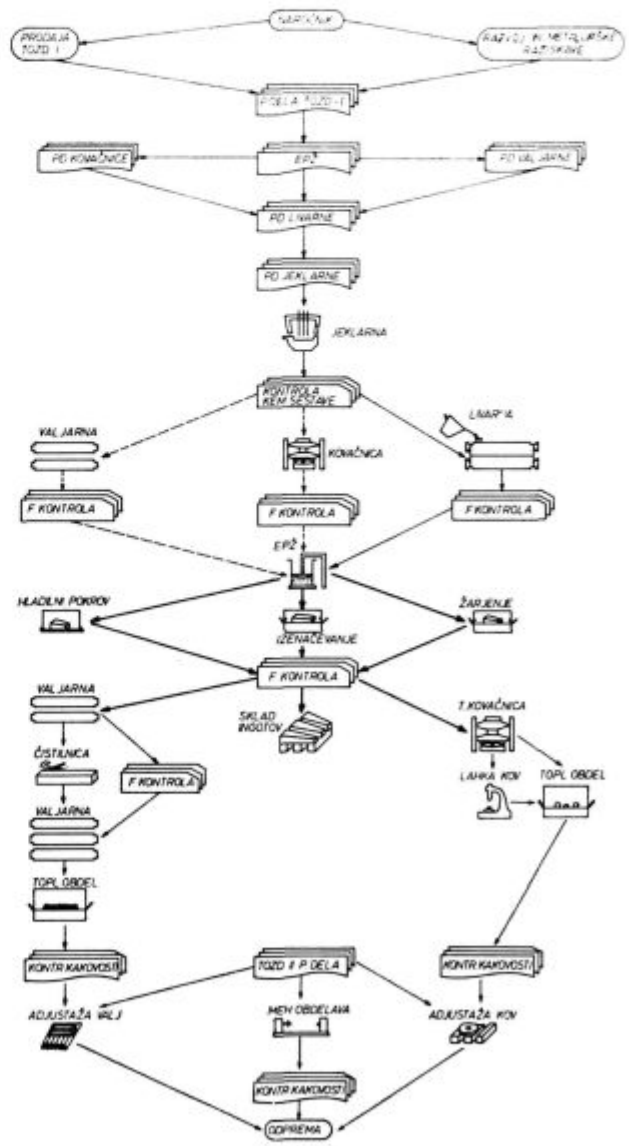 NAROČNIK
PRODAJA
TOZD I
RAZVOJ IN METALURŠKE
RAZISKAVE
P. DELA TOZD-I
PD KOVAČNICE
EPŽ
PD VALJARNE
PD LIVARNE
PD JEKLARNE
JEKLARNA
KONTROLA
KEM SESTAVE
VALJARNA
KOVAČNICA
LIVARNA
F KONTROLA
F KONTROLA
F KONTROLA
EPŽ
HLADILNI POKROV
IZENAČEVANJE
ŽARJENJE
F KONTROLA
VALJARNA
SKLAD
INGOTOV
T. KOVAČNICA
ČISTILNICA
F KONTROLA
LAHKA KOV
TOPL OBDEL
VALJARNA
TOPL OBDEL
KONTR KAKOVOSTI
TOZD II P. DELA
KONTR KAKOVOSTI
ADJUSTAŽA VALJ
MEH OBDELAVA
ADJUSTAŽA KOV
KONTR KAKOVOSTI
ODPREMA